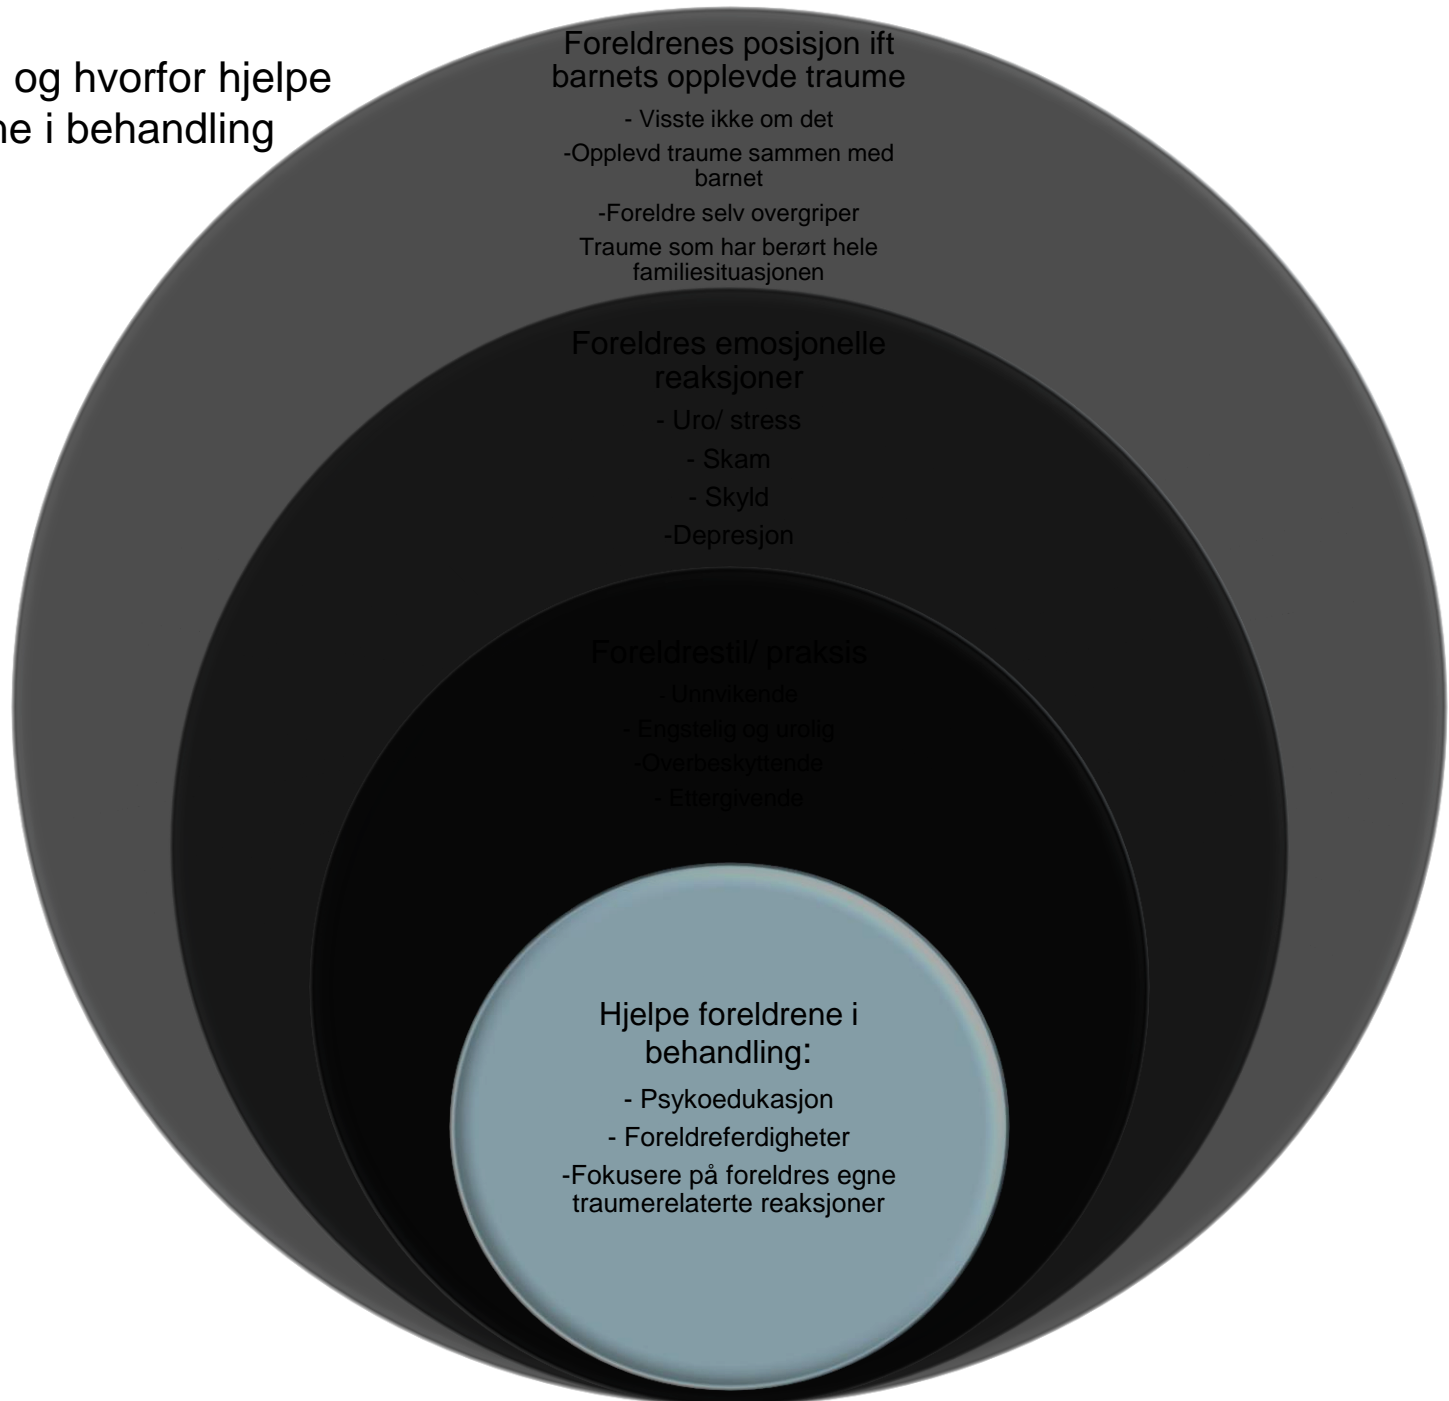 og hvorfor hjelpe
ne i behandling
Foreldrenes posisjon ift
barnets opplevde traume
- Visste ikke om det
-Opplevd traume sammen med
barnet
-Foreldre selv overgriper
Traume som har berørt hele
familiesituasjonen
Foreldres emosjonelle
reaksjoner
- Uro/ stress
- Skam
- Skyld
-Depresjon
Foreldrestil/ praksis
- Unnvikende
- Engstelig og urolig
-Overbeskyttende
- Ettergivende
Hjelpe foreldrene i
behandling:
- Psykoedukasjon
- Foreldreferdigheter
-Fokusere på foreldres egne
traumerelaterte reaksjoner